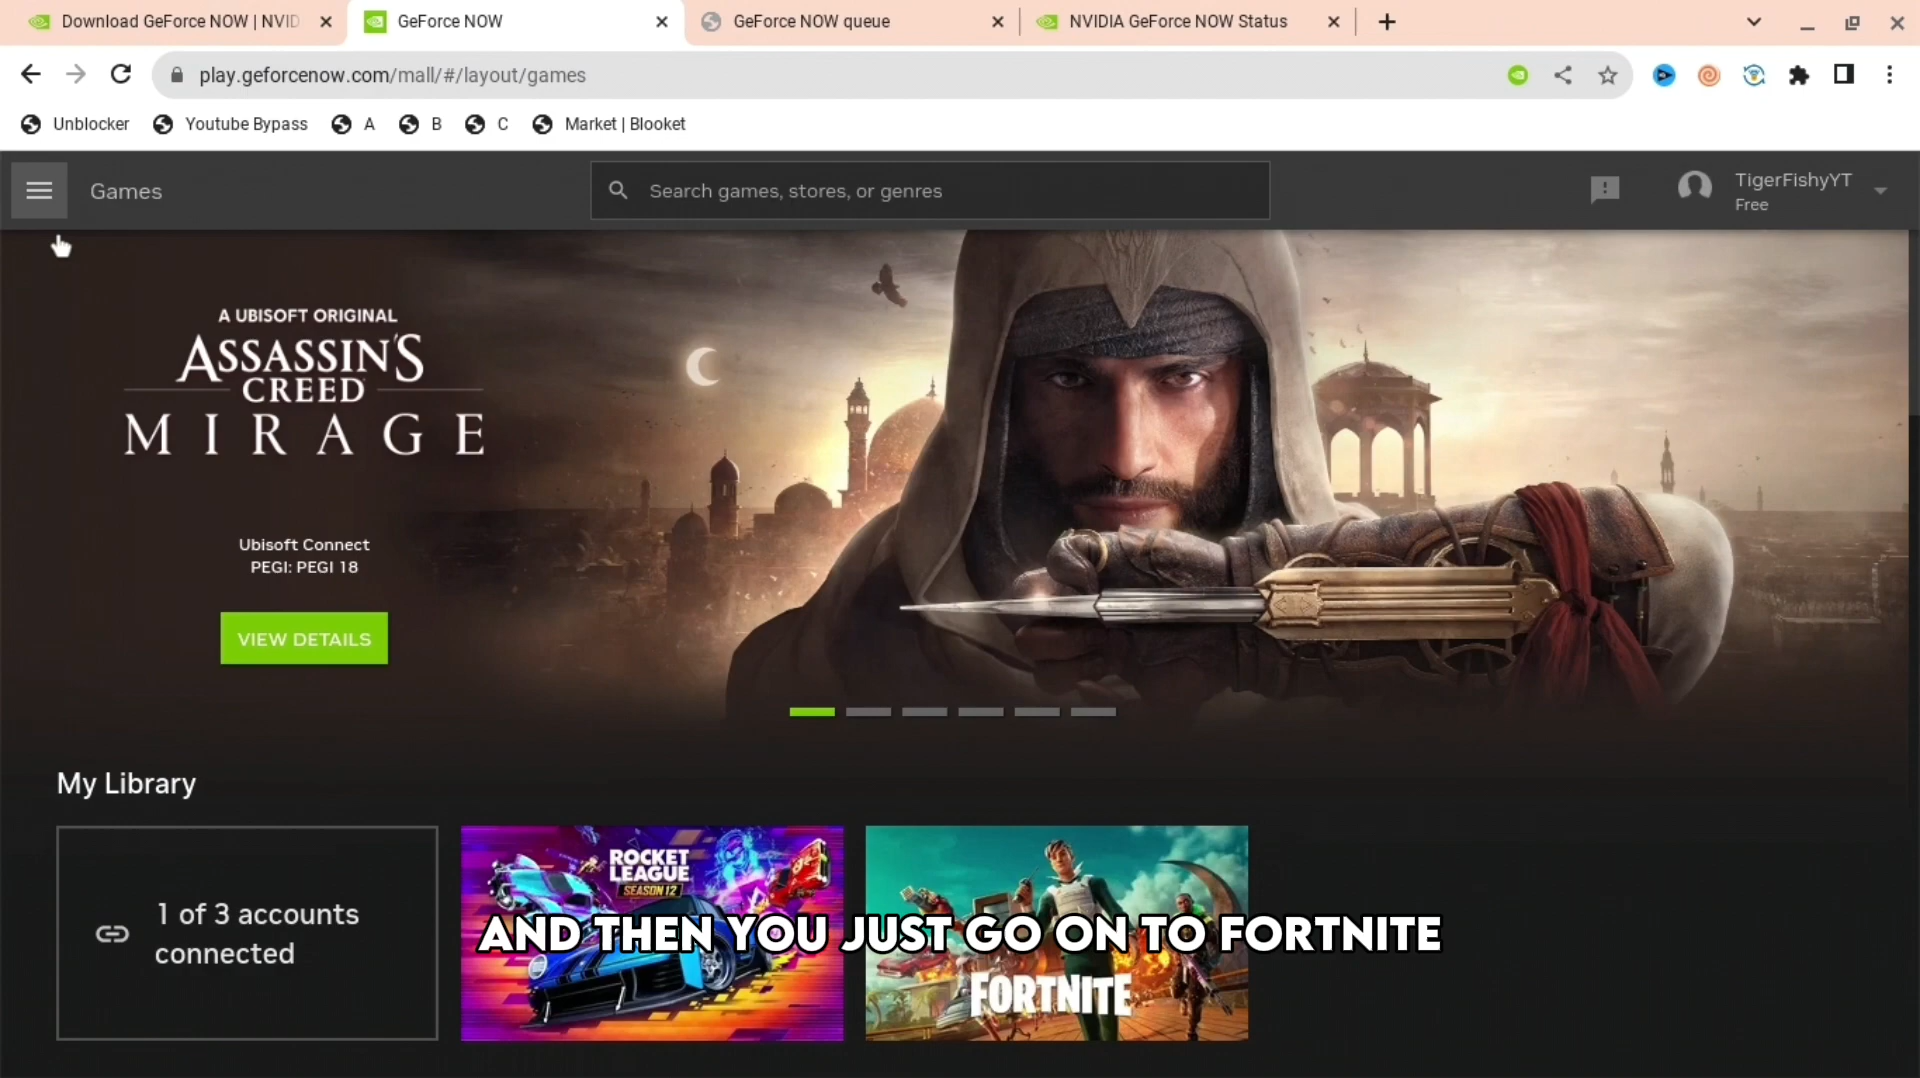 Download GeForce NOW | NVID
GeForce NOW
GeForce NOW queue
NVIDIA GeForce NOW Status
play.geforcenow.com/mall/#/layout/games
Unblocker
Youtube Bypass
A
B
C
Market | Blooket
Games
Search games, stores, or genres
TigerFishyYT
Free
A UBISOFT ORIGINAL
ASSASSIN'S
CREED
MIRAGE
Ubisoft Connect
PEGI: PEGI 18
VIEW DETAILS
My Library
1 of 3 accounts
connected
ROCKET
LEAGUE
SEASON 12
AND THEN YOU JUST GO ON TO FORTNITE
FORTNITE